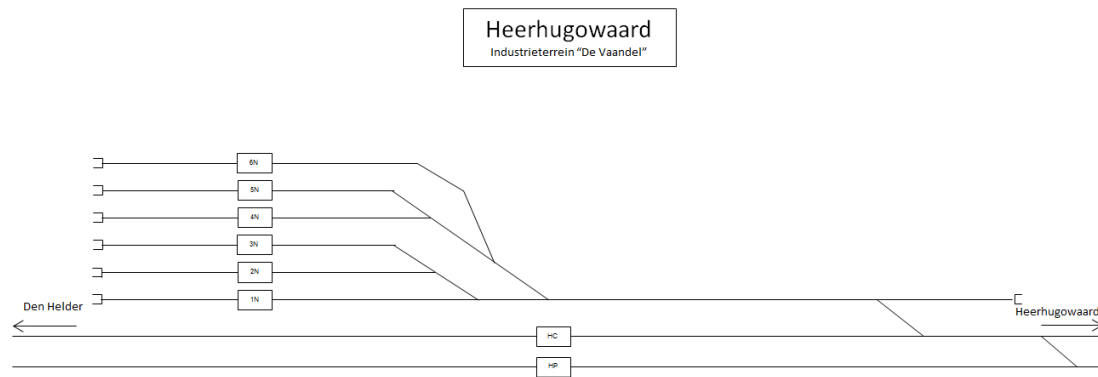 Heerhugowaard
Industrieterrein “De Vaandel”
6N
5N
4N
3N
2N
1N
Den Helder
Heerhugowaard
HC
HP